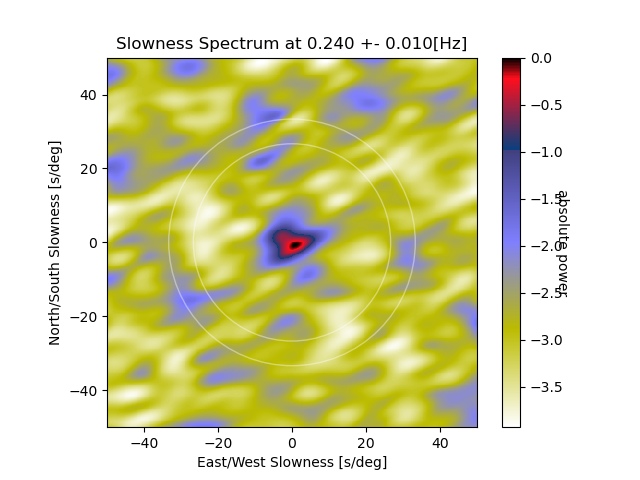 Slowness Spectrum at 0.240 +- 0.010[Hz]
North/South Slowness [s/deg]
40
20
0
−20
−40
−40 −20 0 20 40
East/West Slowness [s/deg]
0.0
−0.5
−1.0
−1.5
−2.0
−2.5
−3.0
−3.5
absolute power